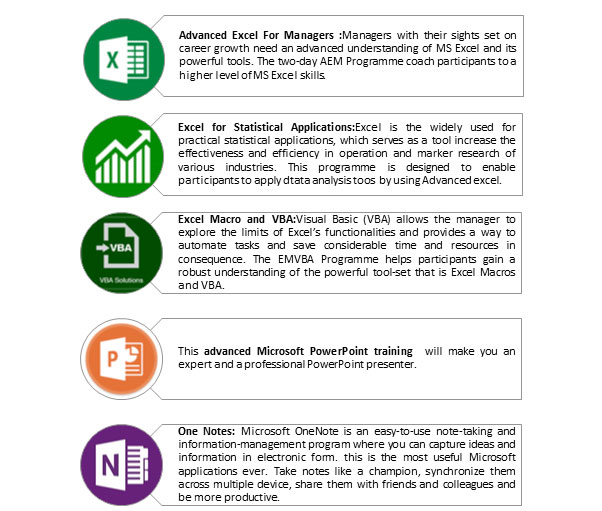 Advanced Excel For Managers :Managers with their sights set on
career growth need an advanced understanding of MS Excel and its
powerful tools. The two-day AEM Programme coach participants to a
higher level of MS Excel skills.
X
Excel for Statistical Applications:Excel is the widely used for
practical statistical applications, which serves as a tool increase the
effectiveness and efficiency in operation and marker research of
various industries. This programme is designed to enable
participants to apply dtata analysis toos by using Advanced excel.
Excel Macro and VBA:Visual Basic (VBA) allows the manager to
explore the limits of Excel's functionalities and provides a way to
automate tasks and save considerable time and resources in
consequence. The EMVBA Programme helps participants gain a
robust understanding of the powerful tool-set that is Excel Macros
and VBA.
VBA
VBA Solutions
This advanced Microsoft PowerPoint training will make you an
expert and a professional PowerPoint presenter.
P
One Notes: Microsoft OneNote is an easy-to-use note-taking and
information-management program where you can capture ideas and
information in electronic form. this is the most useful Microsoft
applications ever. Take notes like a champion, synchronize them
across multiple device, share them with friends and colleagues and
be more productive.
N